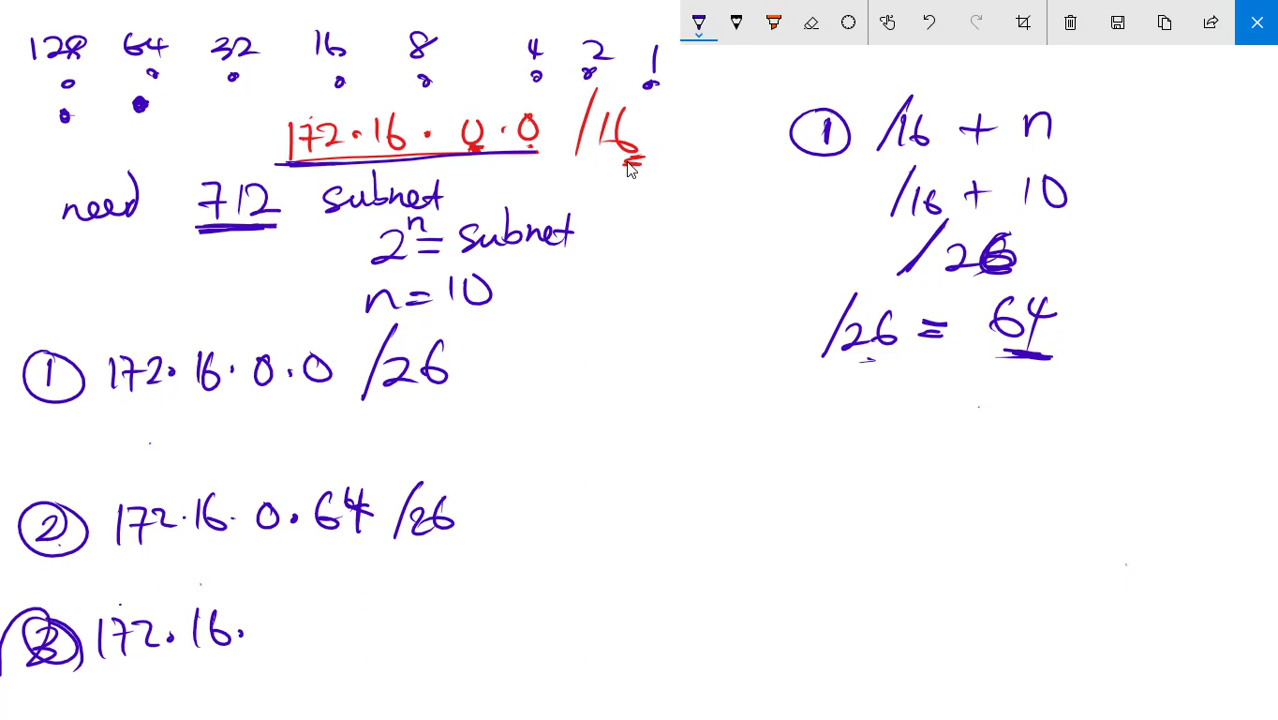 128 64 32 16 8 4 2 1
172.16.0.0 /16
need 712 subnet
2^n = subnet
n = 10
① 172.16.0.0 /26
② 172.16.0.64 /26
③ 172.16.
① /16 + n
/16 + 10
/26
/26 = 64